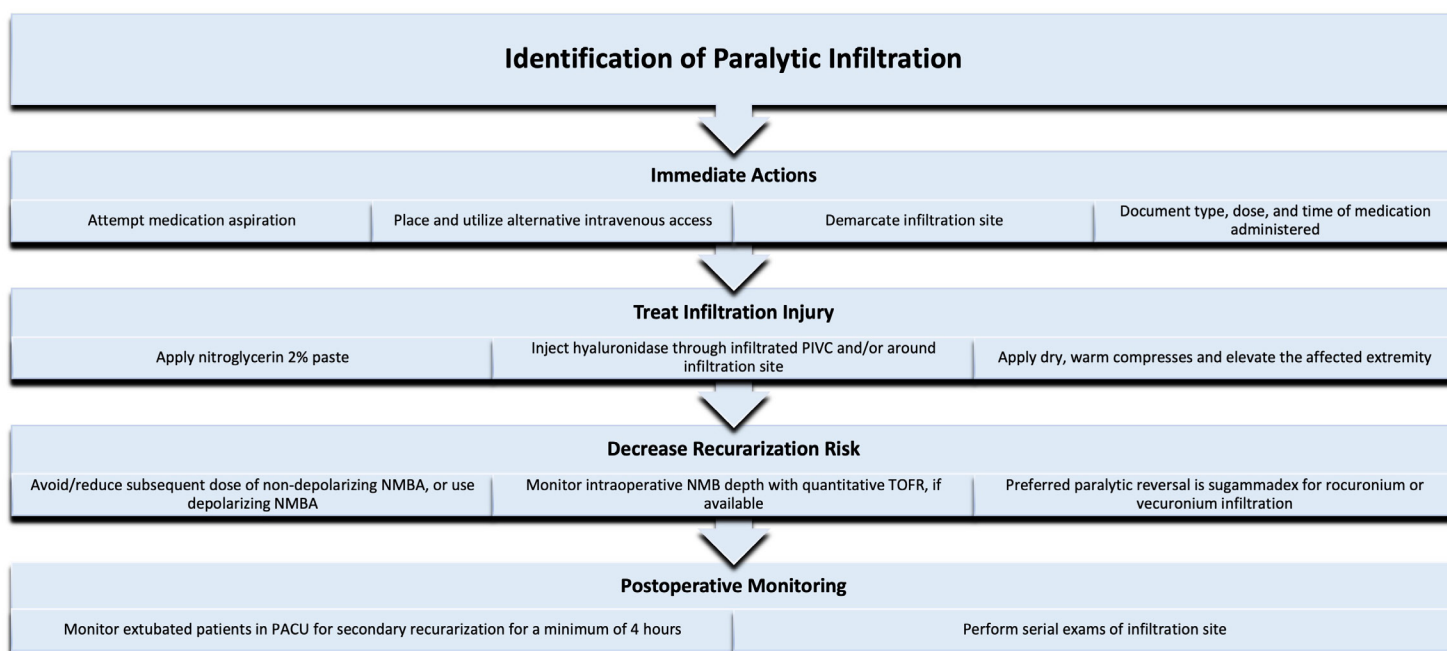 Identification of Paralytic Infiltration
Immediate Actions
Attempt medication aspiration
Place and utilize alternative intravenous access
Demarcate infiltration site
Document type, dose, and time of medication
administered
Treat Infiltration Injury
Apply nitroglycerin 2% paste
Inject hyaluronidase through infiltrated PIVC and/or around
infiltration site
Apply dry, warm compresses and elevate the affected extremity
Decrease Recurarization Risk
Avoid/reduce subsequent dose of non-depolarizing NMBA, or use
depolarizing NMBA
Monitor intraoperative NMB depth with quantitative TOFR, if
available
Preferred paralytic reversal is sugammadex for rocuronium or
vecuronium infiltration
Postoperative Monitoring
Monitor extubated patients in PACU for secondary recurarization for a minimum of 4 hours
Perform serial exams of infiltration site